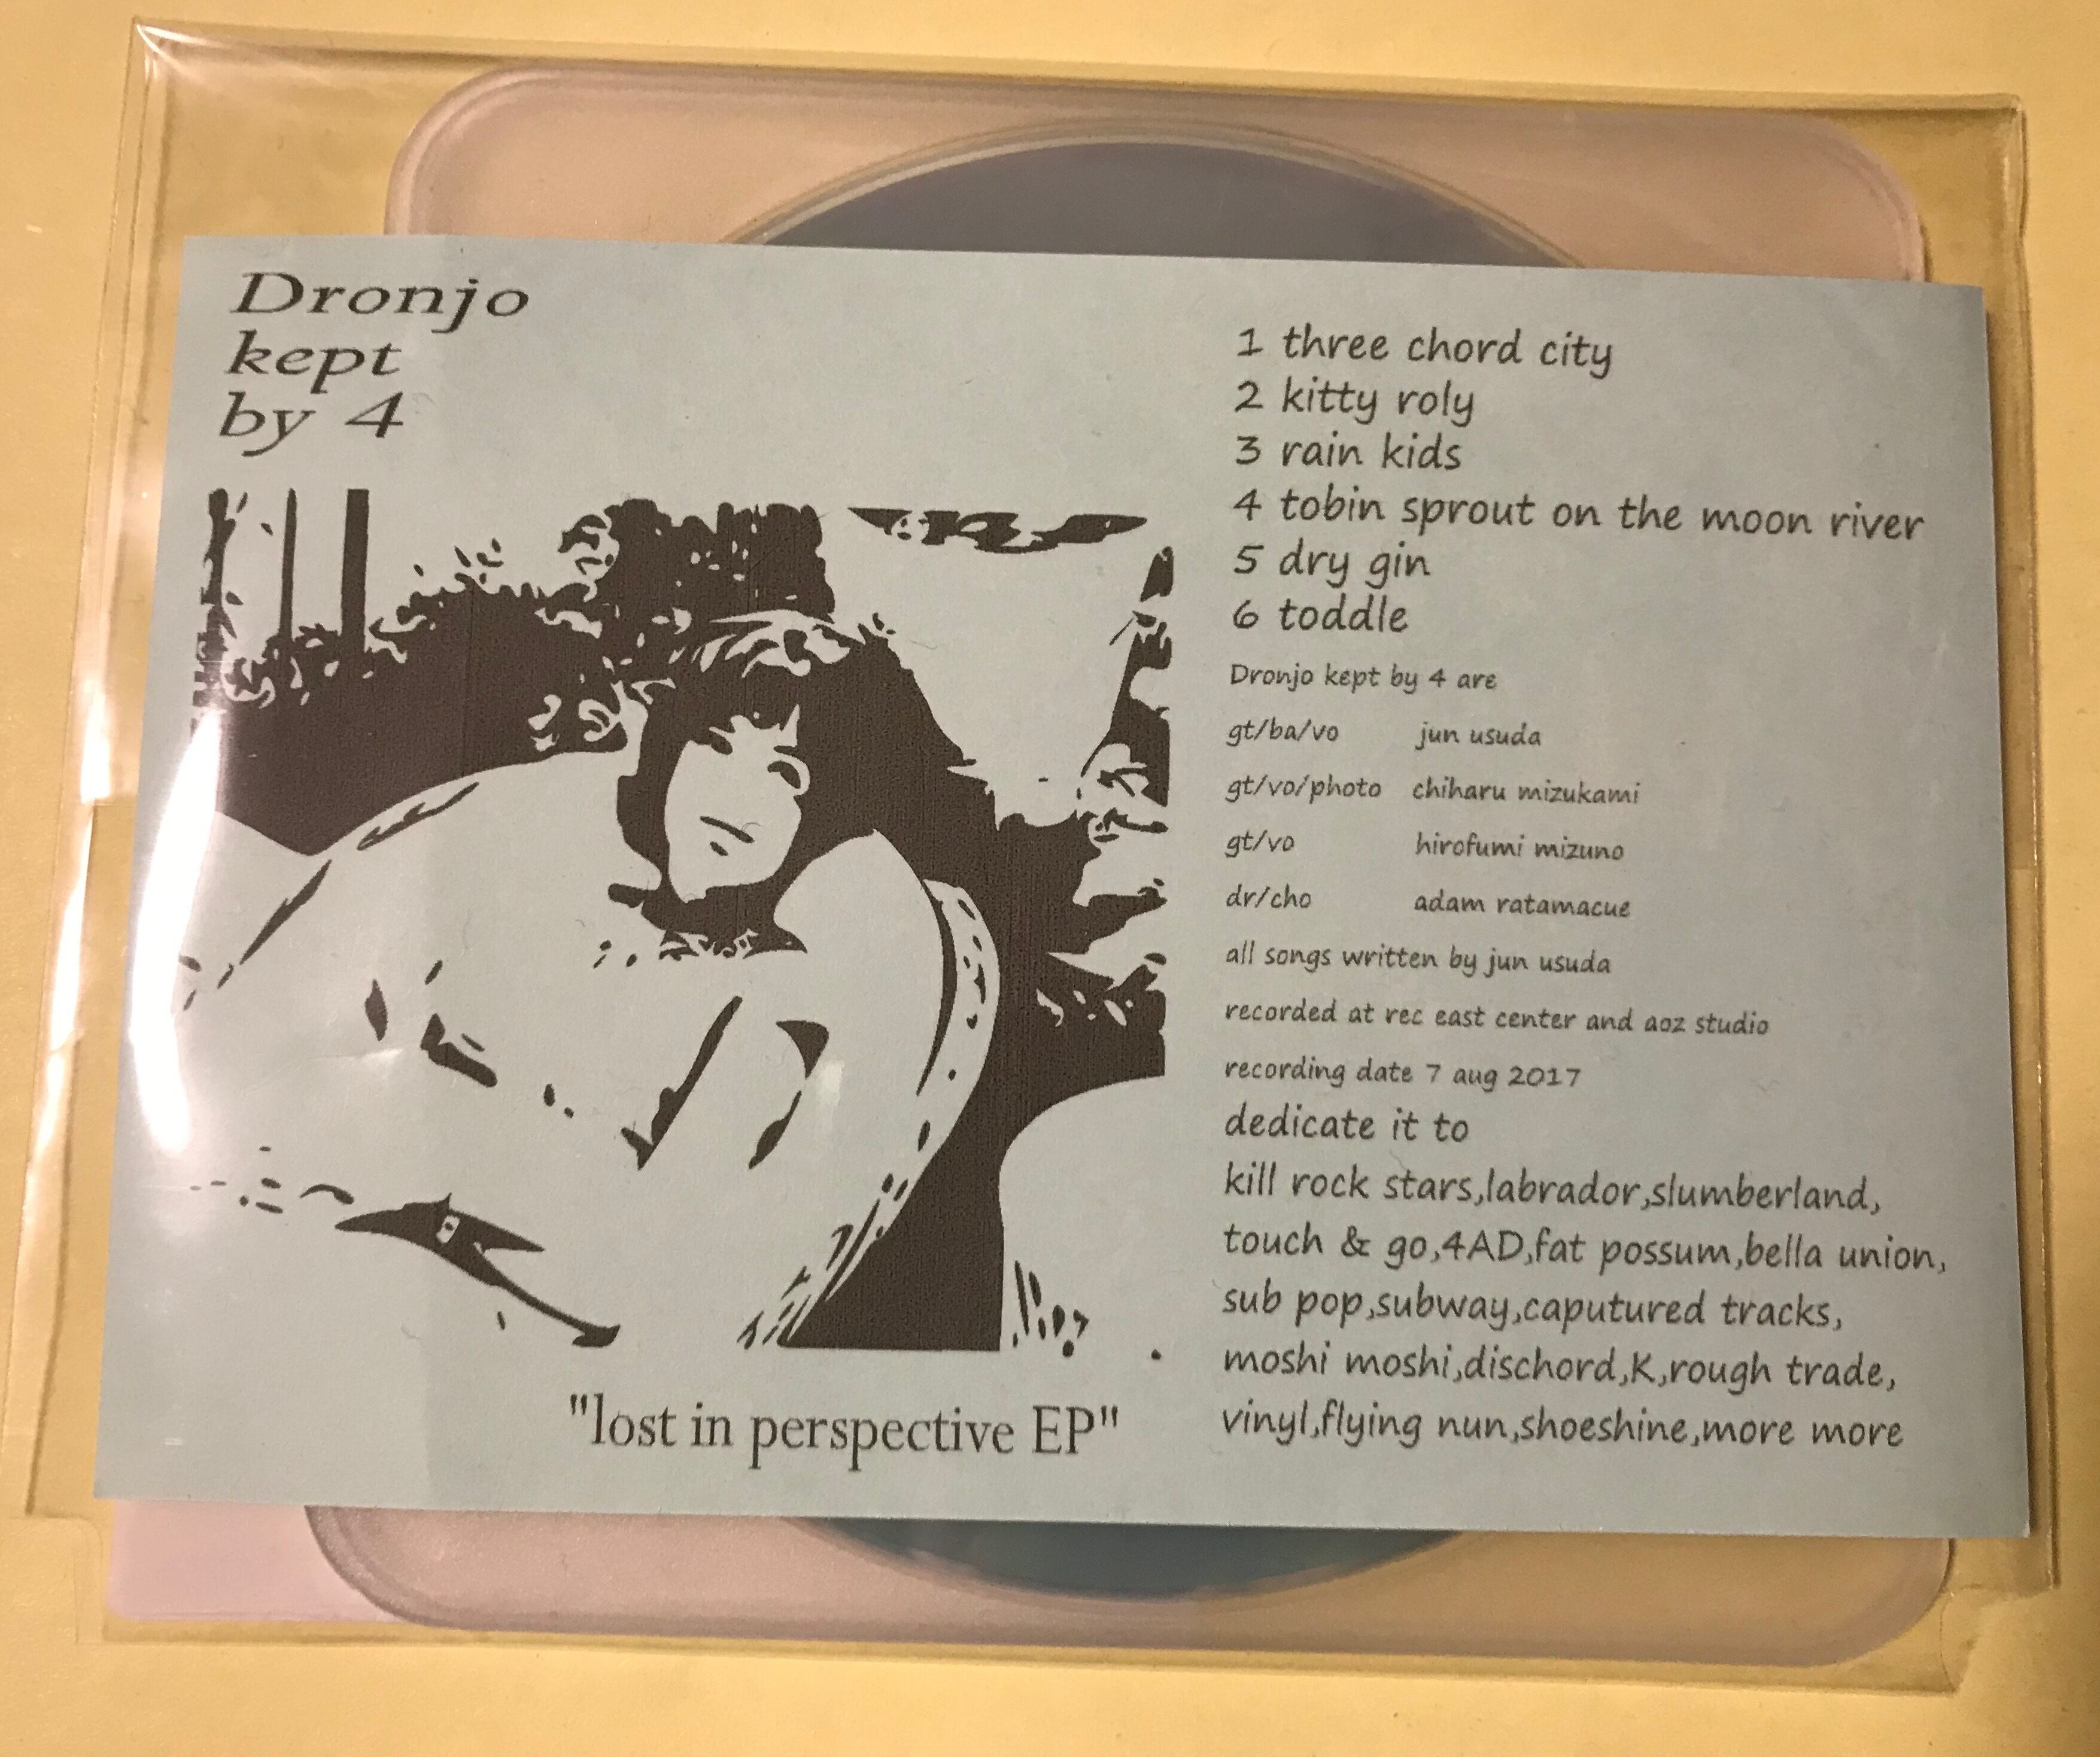 Dronjo
kept
by 4
"lost in perspective EP"
1 three chord city
2 kitty roly
3 rain kids
4 tobin sprout on the moon river
5 dry gin
6 toddle
Dronjo kept by 4 are
gt/ba/vo jun usuda
gt/vo/photo chiharu mizukami
gt/vo hirofumi mizuno
dr/cho adam ratamacue
all songs written by jun usuda
recorded at rec east center and aoz studio
recording date 7 aug 2017
dedicate it to
kill rock stars,labrador,slumberland,
touch & go,4AD,fat possum,bella union,
sub pop,subway,caputured tracks,
moshi moshi,dischord,K,rough trade,
vinyl,flying nun,shoeshine,more more